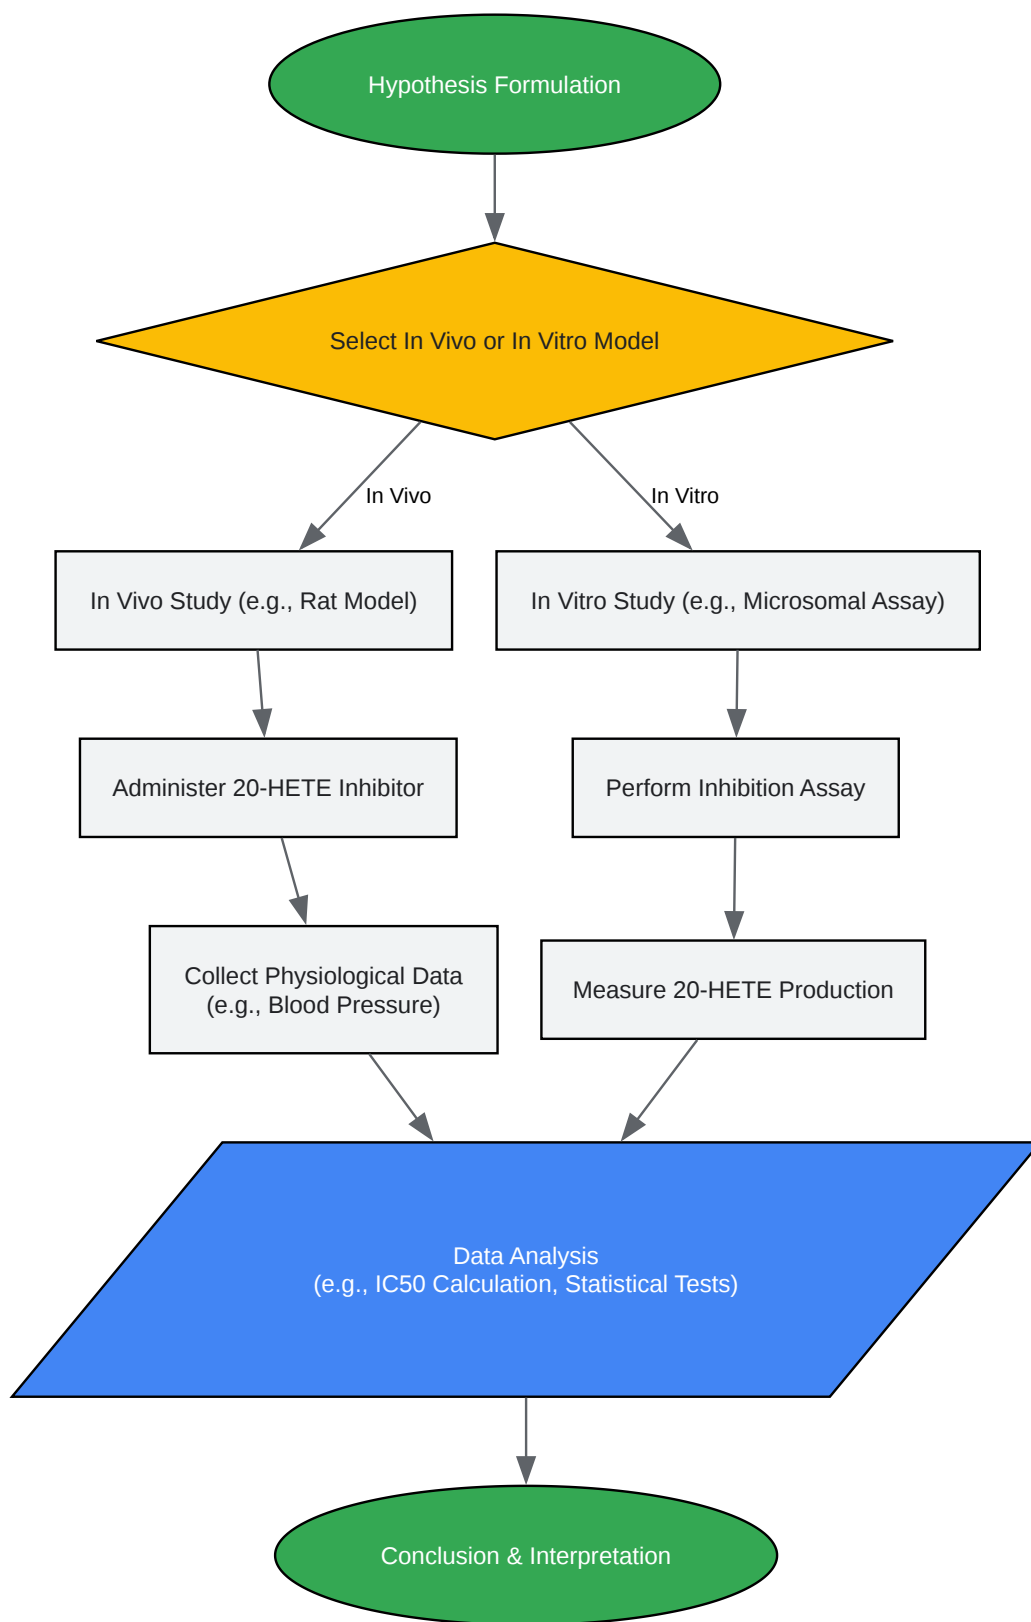 Hypothesis Formulation
Select In Vivo or In Vitro Model
In Vivo
In Vitro
In Vivo Study (e.g., Rat Model)
In Vitro Study (e.g., Microsomal Assay)
Administer 20-HETE Inhibitor
Perform Inhibition Assay
Collect Physiological Data
(e.g., Blood Pressure)
Measure 20-HETE Production
Data Analysis
(e.g., IC50 Calculation, Statistical Tests)
Conclusion & Interpretation